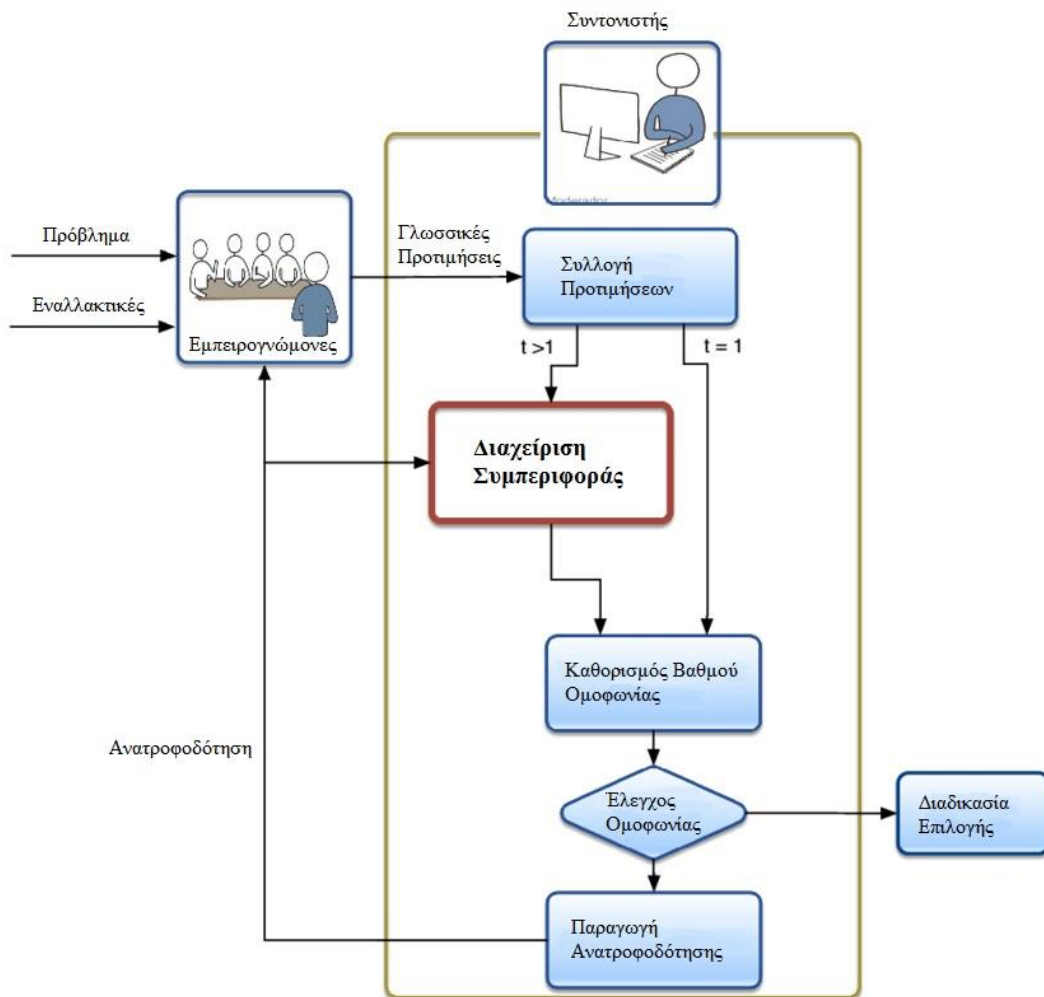 Συντονιστής
Moderador
Πρόβλημα
Εναλλακτικές
Εμπειρογνώμονες
Γλωσσικές
Προτιμήσεις
Συλλογή
Προτιμήσεων
t >1
t = 1
Διαχείριση
Συμπεριφοράς
Καθορισμός Βαθμού
Ομοφωνίας
Ανατροφοδότηση
Έλεγχος
Ομοφωνίας
Διαδικασία
Επιλογής
Παραγωγή
Ανατροφοδότησης